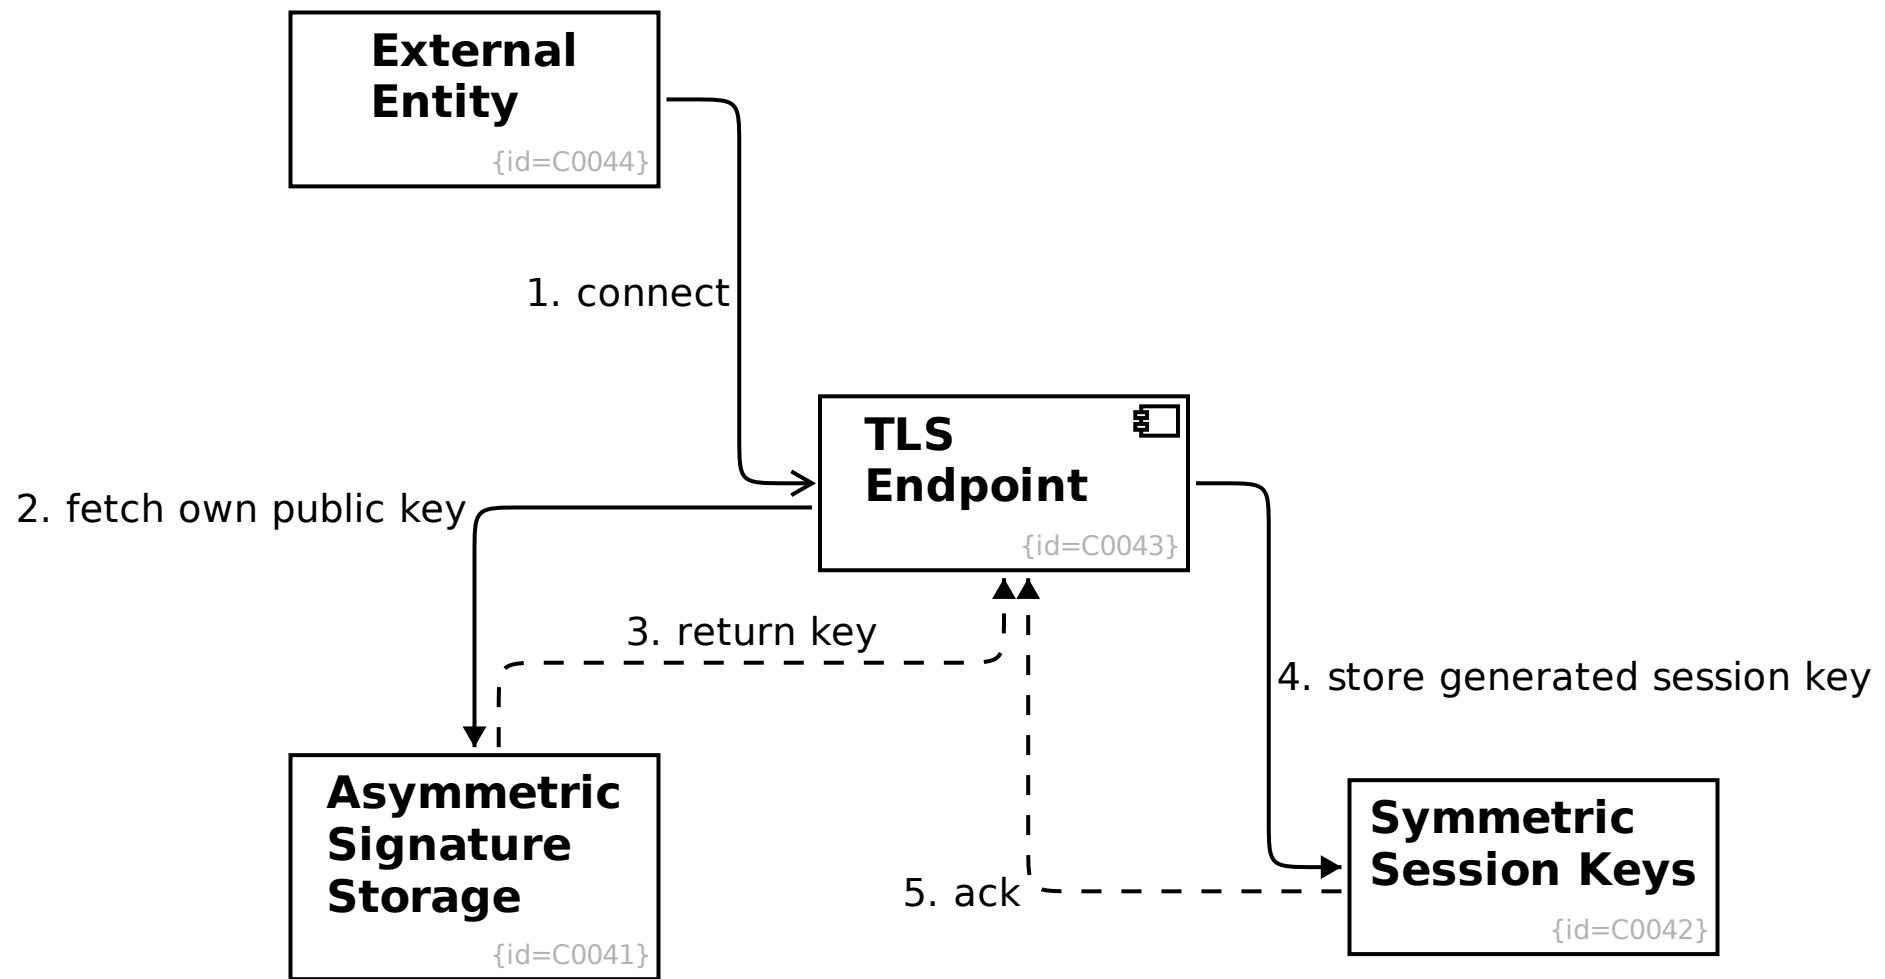 External
Entity
{id=C0044}
1. connect
TLS
Endpoint
{id=C0043}
2. fetch own public key
3. return key
4. store generated session key
Asymmetric
Signature
Storage
{id=C0041}
5. ack
Symmetric
Session Keys
{id=C0042}